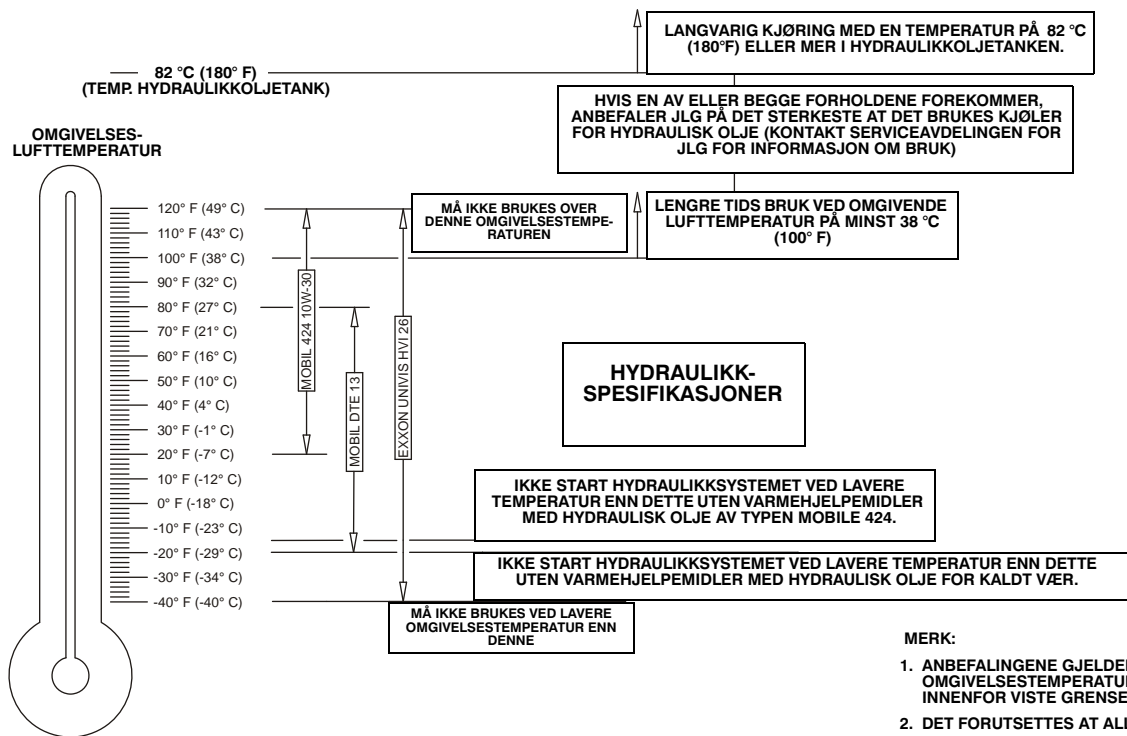 LANGVARIG KJØRING MED EN TEMPERATUR PÅ 82 °C
(180°F) ELLER MER I HYDRAULIKKOLJETANKEN.
82 °C (180° F)
(TEMP. HYDRAULIKKOLJETANK)
HVIS EN AV ELLER BEGGE FORHOLDENE FOREKOMMER,
ANBEFALER JLG PÅ DET STERKESTE AT DET BRUKES KJØLER
FOR HYDRAULISK OLJE (KONTAKT SERVICEAVDELINGEN FOR
JLG FOR INFORMASJON OM BRUK)
OMGIVELSES-
LUFTTEMPERATUR
MÅ IKKE BRUKES OVER
DENNE OMGIVELSESTEMPE-
RATUREN
LENGRE TIDS BRUK VED OMGIVENDE
LUFTTEMPERATUR PÅ MINST 38 °C
(100° F)
120° F (49° C)
110° F (43° C)
100° F (38° C)
90° F (32° C)
80° F (27° C)
70° F (21° C)
60° F (16° C)
50° F (10° C)
40° F (4° C)
30° F (-1° C)
20° F (-7° C)
10° F (-12° C)
0° F (-18° C)
-10° F (-23° C)
-20° F (-29° C)
-30° F (-34° C)
-40° F (-40° C)
MOBIL 424 10W-30
MOBIL DTE 13
EXXON UNIVIS HVI 26
HYDRAULIKK-
SPESIFIKASJONER
IKKE START HYDRAULIKKSYSTEMET VED LAVERE
TEMPERATUR ENN DETTE UTEN VARMEHJELPEMIDLER
MED HYDRAULISK OLJE AV TYPEN MOBILE 424.
IKKE START HYDRAULIKKSYSTEMET VED LAVERE TEMPERATUR ENN DETTE
UTEN VARMEHJELPEMIDLER MED HYDRAULISK OLJE FOR KALDT VÆR.
MÅ IKKE BRUKES VED LAVERE
OMGIVELSESTEMPERATUR ENN
DENNE
MERK:
1. ANBEFALINGENE GJELDE
OMGIVELSESTEMPERATU
INNENFOR VISTE GRENSE
2. DET FORUTSETTES AT ALL